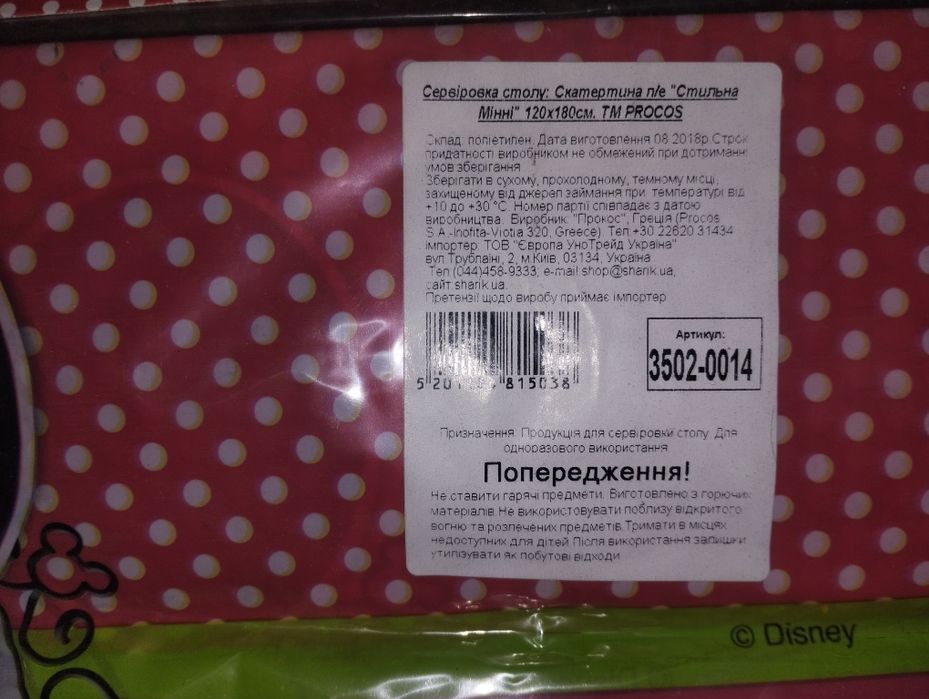 Сервіровка столу: Скатертина п/е "Стильна
Мінні" 120х180см. ТМ PROCOS
Склад: поліетилен. Дата виготовлення 08.2018р Строк
придатності виробником не обмежений при дотриманні
умов зберігання
Зберігати в сухому, прохолодному, темному місці,
захищеному від джерел займання при температурі від
+10 до +30 °С. Номер партії співпадає з датою
виробництва. Виробник: "Прокос", Греція (Procos
S.A.-Inofita-Viotia 320, Greece). Тел +30 22620 31434
імпортер: ТОВ "Європа УноТрейд Україна"
вул.Трублаіні, 2, м.Київ, 03134, Україна
Тел (044)458-9333; e-mail:shop@sharik.ua,
сайт:sharik.ua.
Претензії щодо виробу приймає імпортер
Артикул:
3502-0014
815038
Призначення: Продукція для сервіровки столу. Для
одноразового використання
Попередження!
Не ставити гарячі предмети. Виготовлено з горючих
матеріалів.Не використовувати поблизу відкритого
вогню та розпечених предметів.Тримати в місцях
недоступних для дітей.Після використання залишки
утилізувати як побутові відходи
© Disney